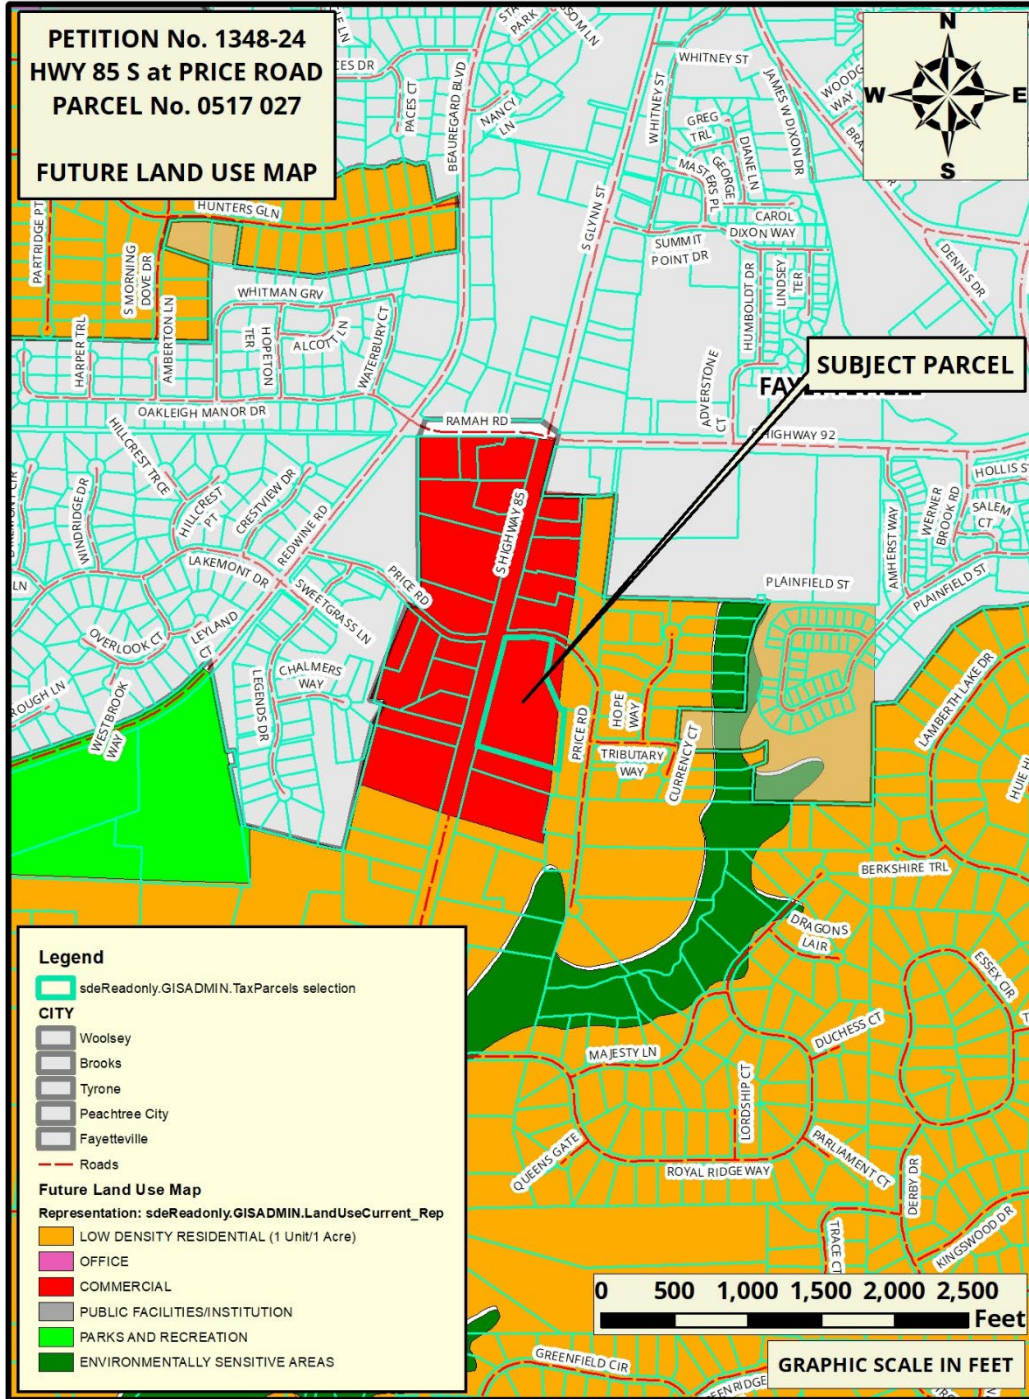 PETITION No. 1348-24
HWY 85 S at PRICE ROAD
PARCEL No. 0517 027
FUTURE LAND USE MAP
N
W
E
S
PACES CT
BEAUREGARD BLVD
NANCY
LN
WHITNEY ST
WHITNEY ST
JAMES W DIXON DR
GREG
TRL
DIANE LN
GEORGE
MASTERS PL
CAROL
DIXON WAY
SUMMIT
POINT DR
S GLYNN ST
DENNIS DR
HUNTERS GLN
PARTRIDGE PT
S MORNING
DOVE DR
AMBERTON LN
WHITMAN GRV
HOPETON
TER
ALCOTT LN
WATERBURY CT
HARPER TRL
OAKLEIGH MANOR DR
HUMBOLDT DR
LINDSEY
TER
ADVERSTONE
CT
SUBJECT PARCEL
RAMAH RD
HIGHWAY 92
HILLCREST TRCE
HILLCREST
PT
CRESTVIEW DR
WINDRIDGE DR
REDWINE RD
LAKEMONT DR
S HIGHWAY 85
PRICE RD
SWEETGRASS LN
OVERLOOK CT
LEYLAND
CT
CHALMERS
WAY
LEGENDS DR
WESTBROOK
WAY
AMHERST WAY
WERNER
BROOK RD
HOLLIS ST
SALEM
CT
PLAINFIELD ST
PLAINFIELD ST
PRICE RD
HOPE
WAY
TRIBUTARY
WAY
CURRENCY CT
LAMBERTH LAKE DR
BERKSHIRE TRL
DRAGONS
LAIR
ESSEX CIR
DUCHESS CT
MAJESTY LN
LORDSHIP CT
QUEENS GATE
ROYAL RIDGE WAY
PARLIAMENT CT
DERBY DR
TRACE CT
KINGSWOOD DR
GREENFIELD CIR
Legend
sdeReadonly.GISADMIN.TaxParcels selection
CITY
Woolsey
Brooks
Tyrone
Peachtree City
Fayetteville
Roads
Future Land Use Map
Representation: sdeReadonly.GISADMIN.LandUseCurrent_Rep
LOW DENSITY RESIDENTIAL (1 Unit/1 Acre)
OFFICE
COMMERCIAL
PUBLIC FACILITIES/INSTITUTION
PARKS AND RECREATION
ENVIRONMENTALLY SENSITIVE AREAS
0 500 1,000 1,500 2,000 2,500
Feet
GRAPHIC SCALE IN FEET